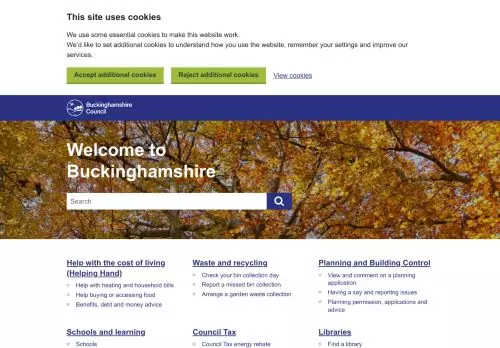 This site uses cookies
We use some essential cookies to make this website work.
We'd like to set additional cookies to understand how you use the website, remember your settings and improve our
services.
Accept additional cookies
Reject additional cookies
View cookies
Buckinghamshire
Council
Welcome to
Buckinghamshire
Search
Help with the cost of living
(Helping Hand)
Help with heating and household bills
Help buying or accessing food
Benefits, debt and money advice
Waste and recycling
Check your bin collection day
Report a missed bin collection
Arrange a garden waste collection
Planning and Building Control
View and comment on a planning
application
Having a say and reporting issues
Planning permission, applications and
advice
Schools and learning
Schools
Council Tax
Council Tax energy rebate
Libraries
Find a library